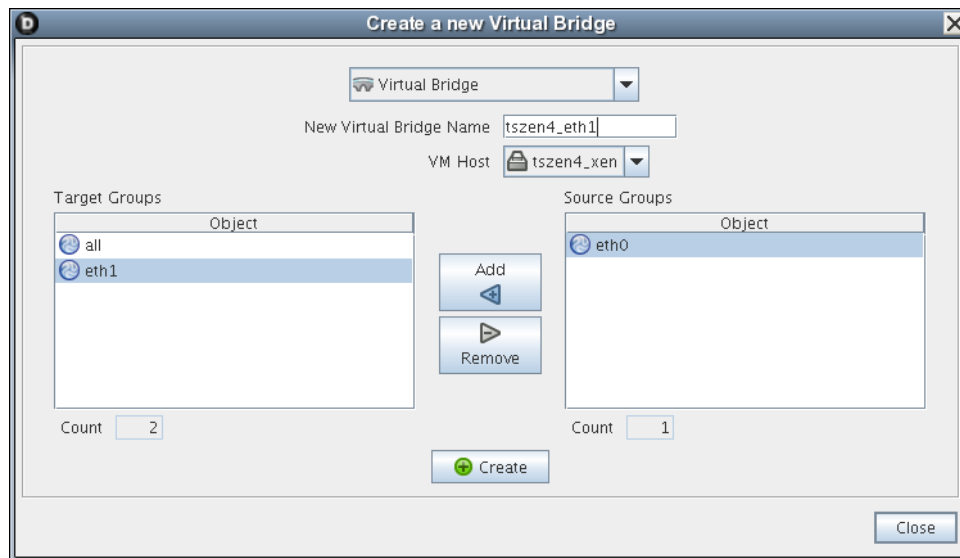 Create a new Virtual Bridge
Virtual Bridge
New Virtual Bridge Name tszen4_eth1
VM Host tszen4_xen
Target Groups
Source Groups
Object
Object
all
eth0
eth1
Add
Remove
Count 2
Count 1
Create
Close